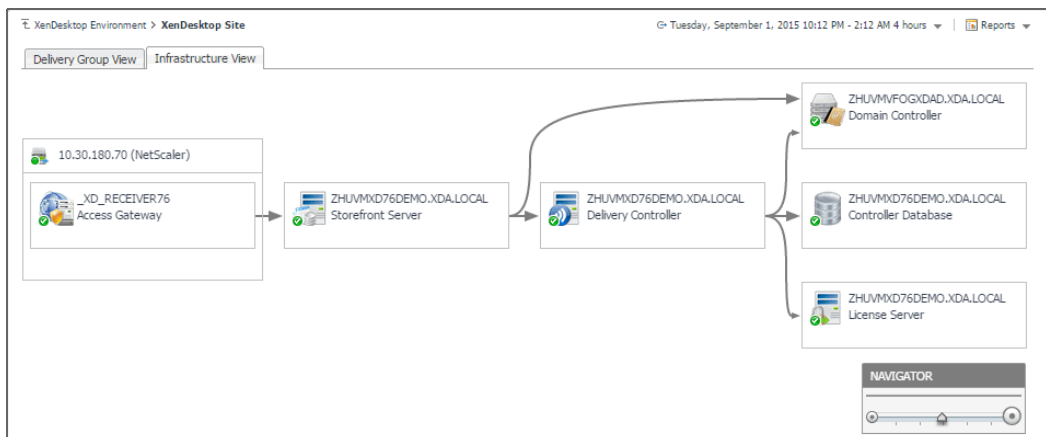 XenDesktop Environment > XenDesktop Site
Tuesday, September 1, 2015 10:12 PM - 2:12 AM 4 hours
Reports
Delivery Group View
Infrastructure View
10.30.180.70 (NetScaler)
_XD_RECEIVER76
Access Gateway
ZHUVMXD76DEMO.XDA.LOCAL
Storefront Server
ZHUVMXD76DEMO.XDA.LOCAL
Delivery Controller
ZHUVMVFOGXDAD.XDA.LOCAL
Domain Controller
ZHUVMXD76DEMO.XDA.LOCAL
Controller Database
ZHUVMXD76DEMO.XDA.LOCAL
License Server
NAVIGATOR